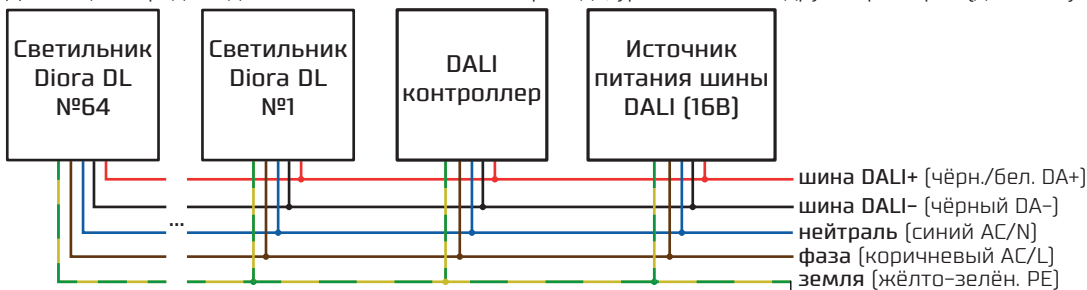 Светильник
Diora DL
№64
Светильник
Diora DL
№1
DALI
контроллер
Источник
питания шины
DALI (16В)
шина DALI+ (чёрн./бел. DA+)
шина DALI– (чёрный DA–)
...
нейтраль (синий AC/N)
фаза (коричневый AC/L)
земля (жёлто-зелён. PE)